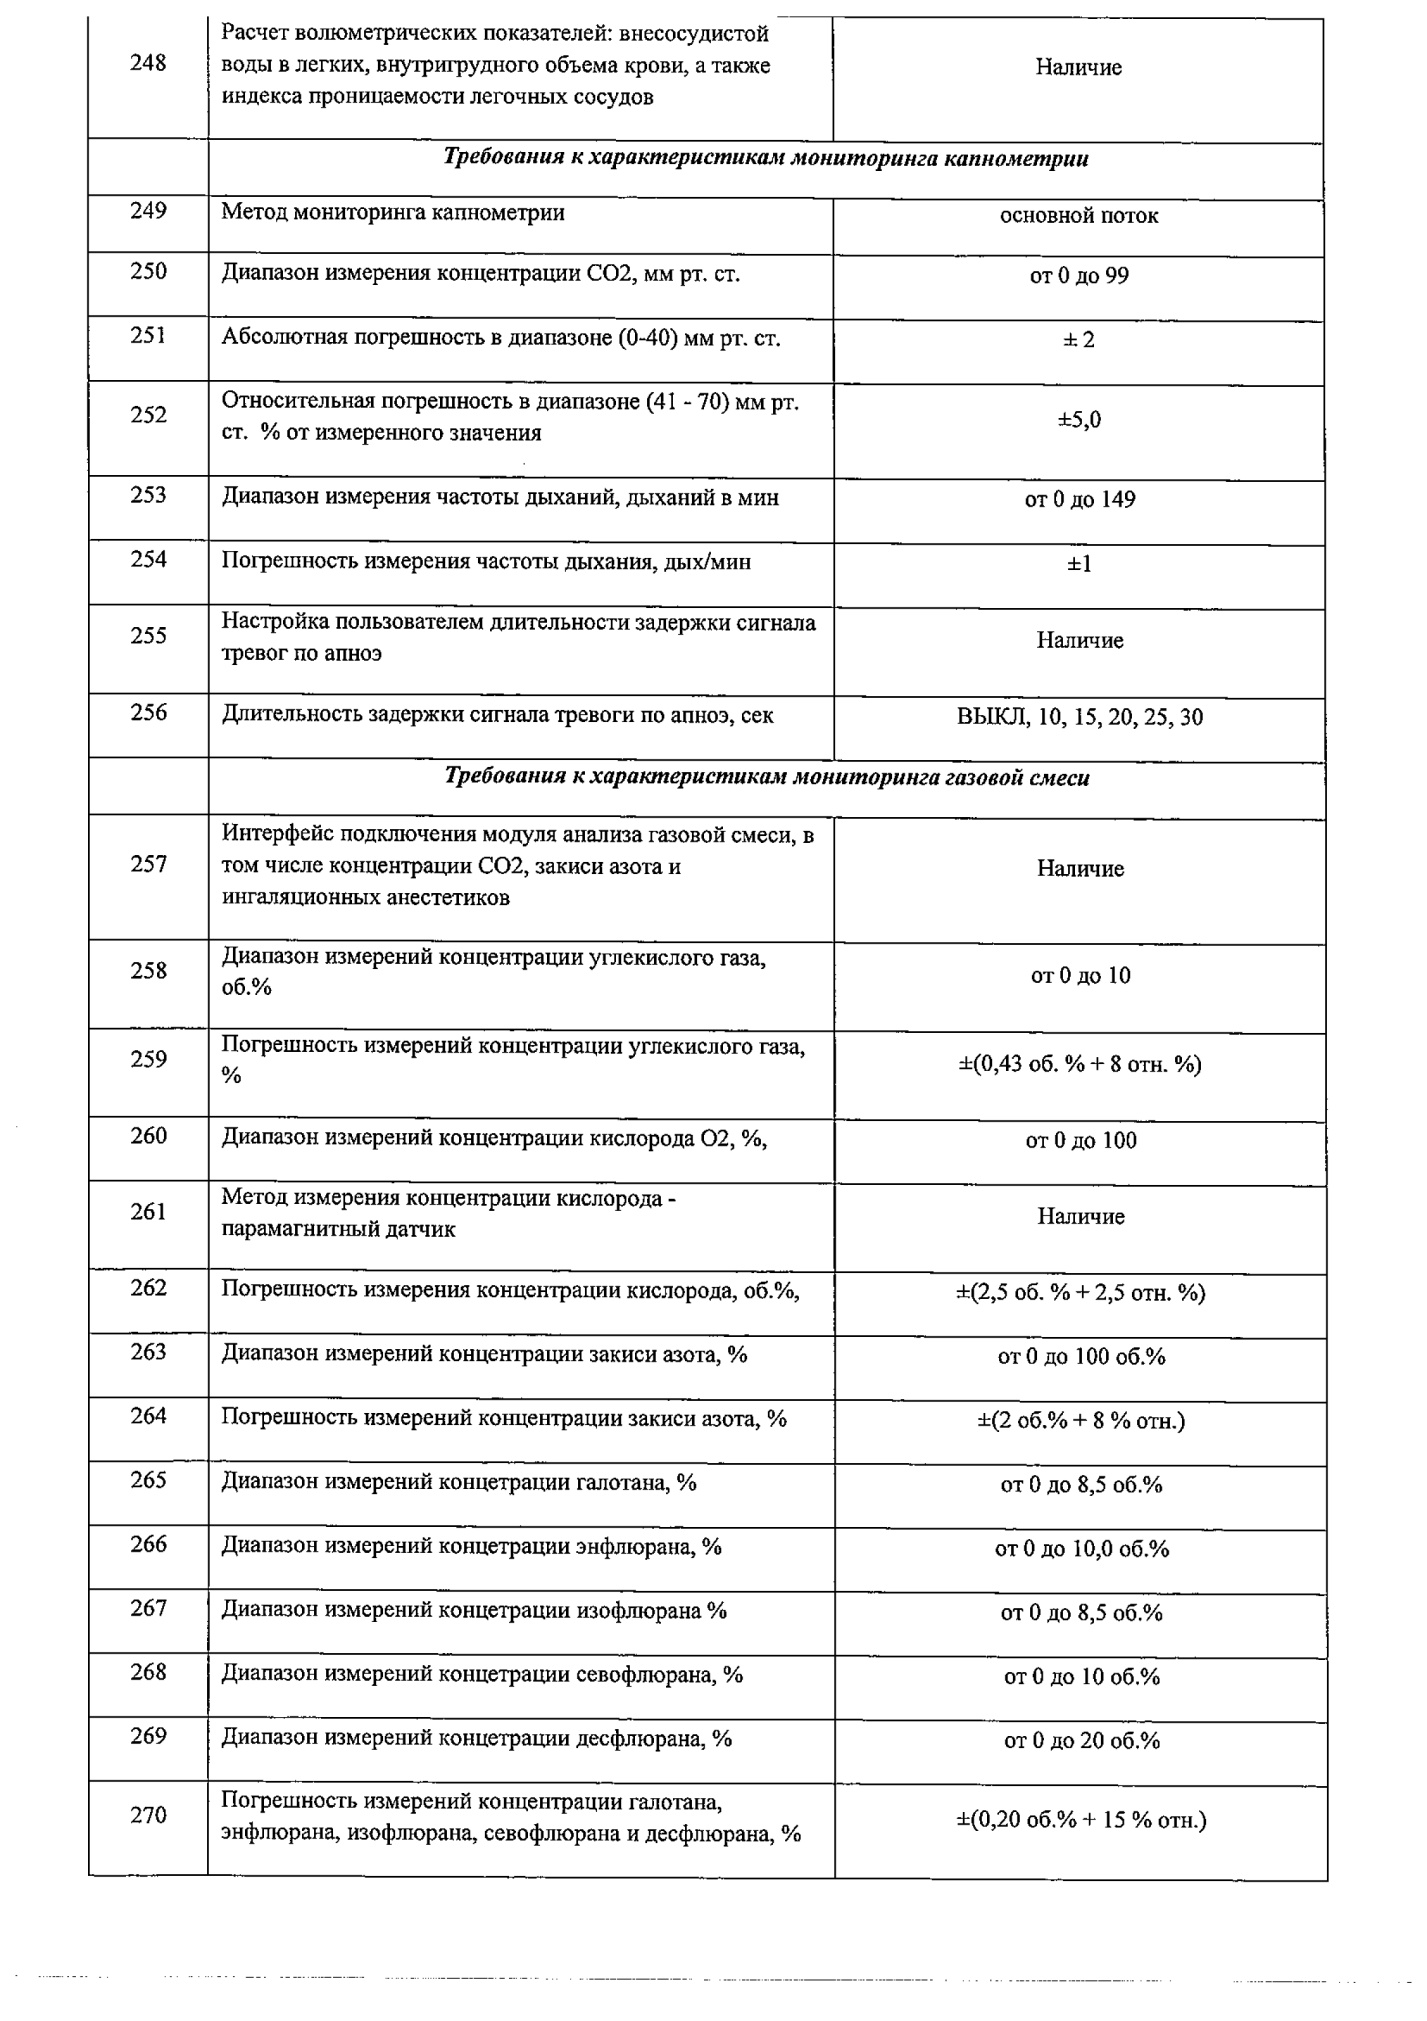 248
Расчет волюметрических показателей: внесосудистой
воды в легких, внутригрудного объема крови, а также
индекса проницаемости легочных сосудов
Наличие
Требования к характеристикам мониторинга капнометрии
249
Метод мониторинга капнометрии
основной поток
250
Диапазон измерения концентрации СО2, мм рт. ст.
от 0 до 99
251
Абсолютная погрешность в диапазоне (0-40) мм рт. ст.
± 2
252
Относительная погрешность в диапазоне (41 - 70) мм рт.
ст. % от измеренного значения
±5,0
253
Диапазон измерения частоты дыханий, дыханий в мин
от 0 до 149
254
Погрешность измерения частоты дыхания, дых/мин
±1
255
Настройка пользователем длительности задержки сигнала
тревог по апноэ
Наличие
256
Длительность задержки сигнала тревоги по апноэ, сек
ВЫКЛ, 10, 15, 20, 25, 30
Требования к характеристикам мониторинга газовой смеси
257
Интерфейс подключения модуля анализа газовой смеси, в
том числе концентрации СО2, закиси азота и
ингаляционных анестетиков
Наличие
258
Диапазон измерений концентрации углекислого газа,
об.%
от 0 до 10
259
Погрешность измерений концентрации углекислого газа,
%
±(0,43 об. % + 8 отн. %)
260
Диапазон измерений концентрации кислорода О2, %,
от 0 до 100
261
Метод измерения концентрации кислорода -
парамагнитный датчик
Наличие
262
Погрешность измерения концентрации кислорода, об.%,
±(2,5 об. % + 2,5 отн. %)
263
Диапазон измерений концентрации закиси азота, %
от 0 до 100 об.%
264
Погрешность измерений концентрации закиси азота, %
±(2 об.% + 8 % отн.)
265
Диапазон измерений концетрации галотана, %
от 0 до 8,5 об.%
266
Диапазон измерений концетрации энфлюрана, %
от 0 до 10,0 об.%
267
Диапазон измерений концетрации изофлюрана %
от 0 до 8,5 об.%
268
Диапазон измерений концетрации севофлюрана, %
от 0 до 10 об.%
269
Диапазон измерений концетрации десфлюрана, %
от 0 до 20 об.%
270
Погрешность измерений концентрации галотана,
энфлюрана, изофлюрана, севофлюрана и десфлюрана, %
±(0,20 об.% + 15 % отн.)